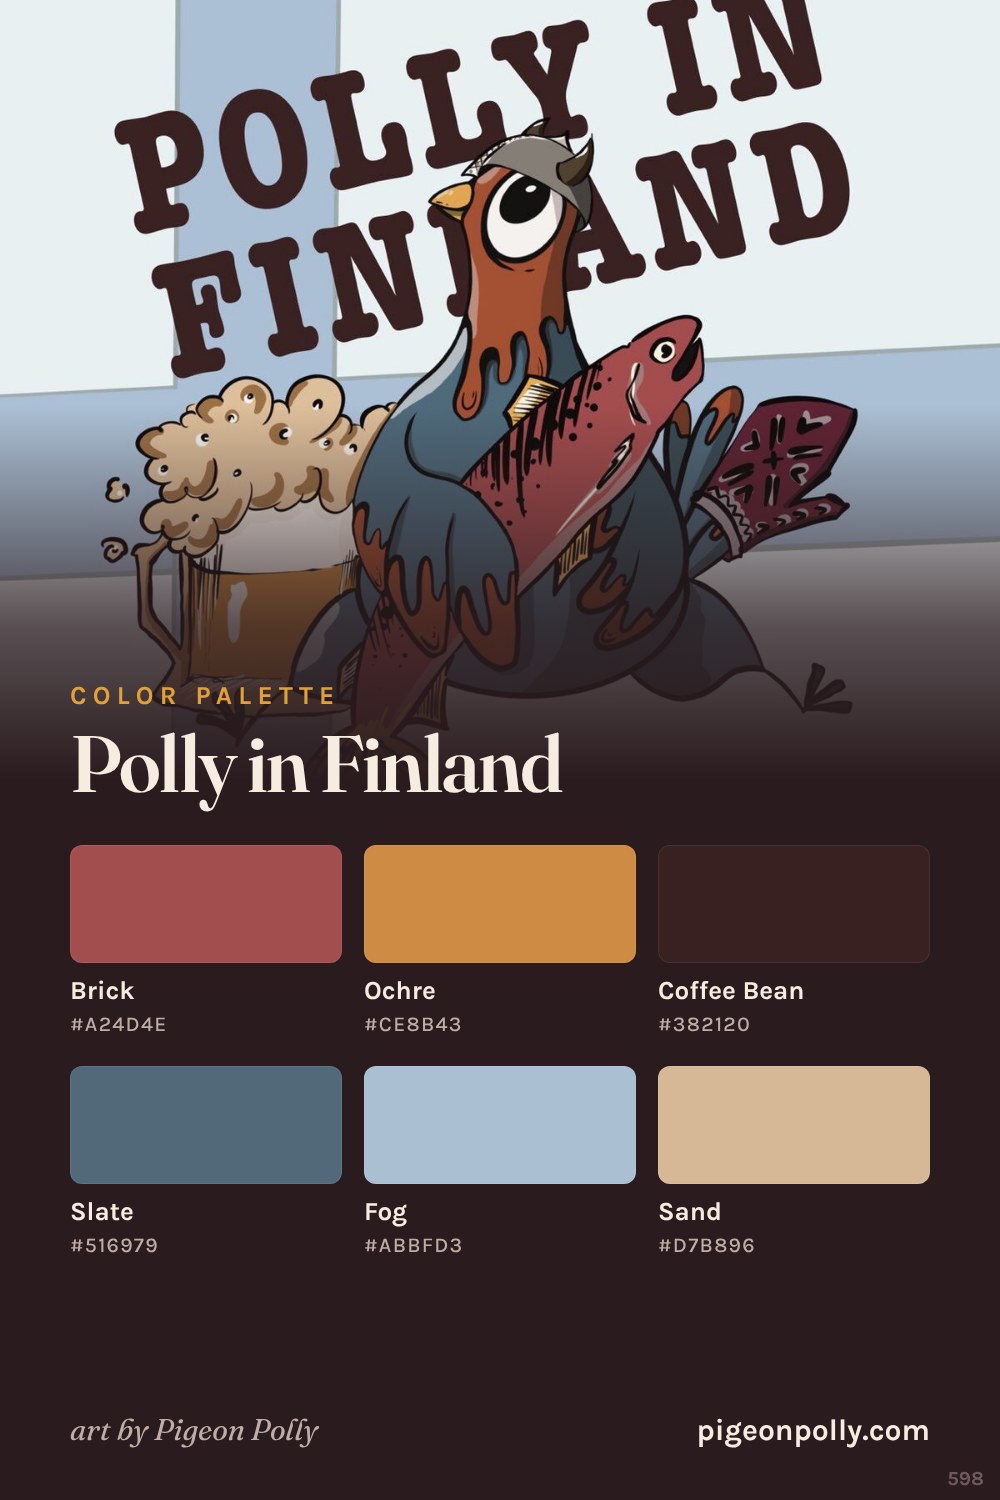 POLLY IN
FINLAND
COLOR PALETTE
Polly in Finland
Brick
#A24D4E
Ochre
#CE8B43
Coffee Bean
#382120
Slate
#516979
Fog
#ABBFD3
Sand
#D7B896
art by Pigeon Polly
pigeonpolly.com
598